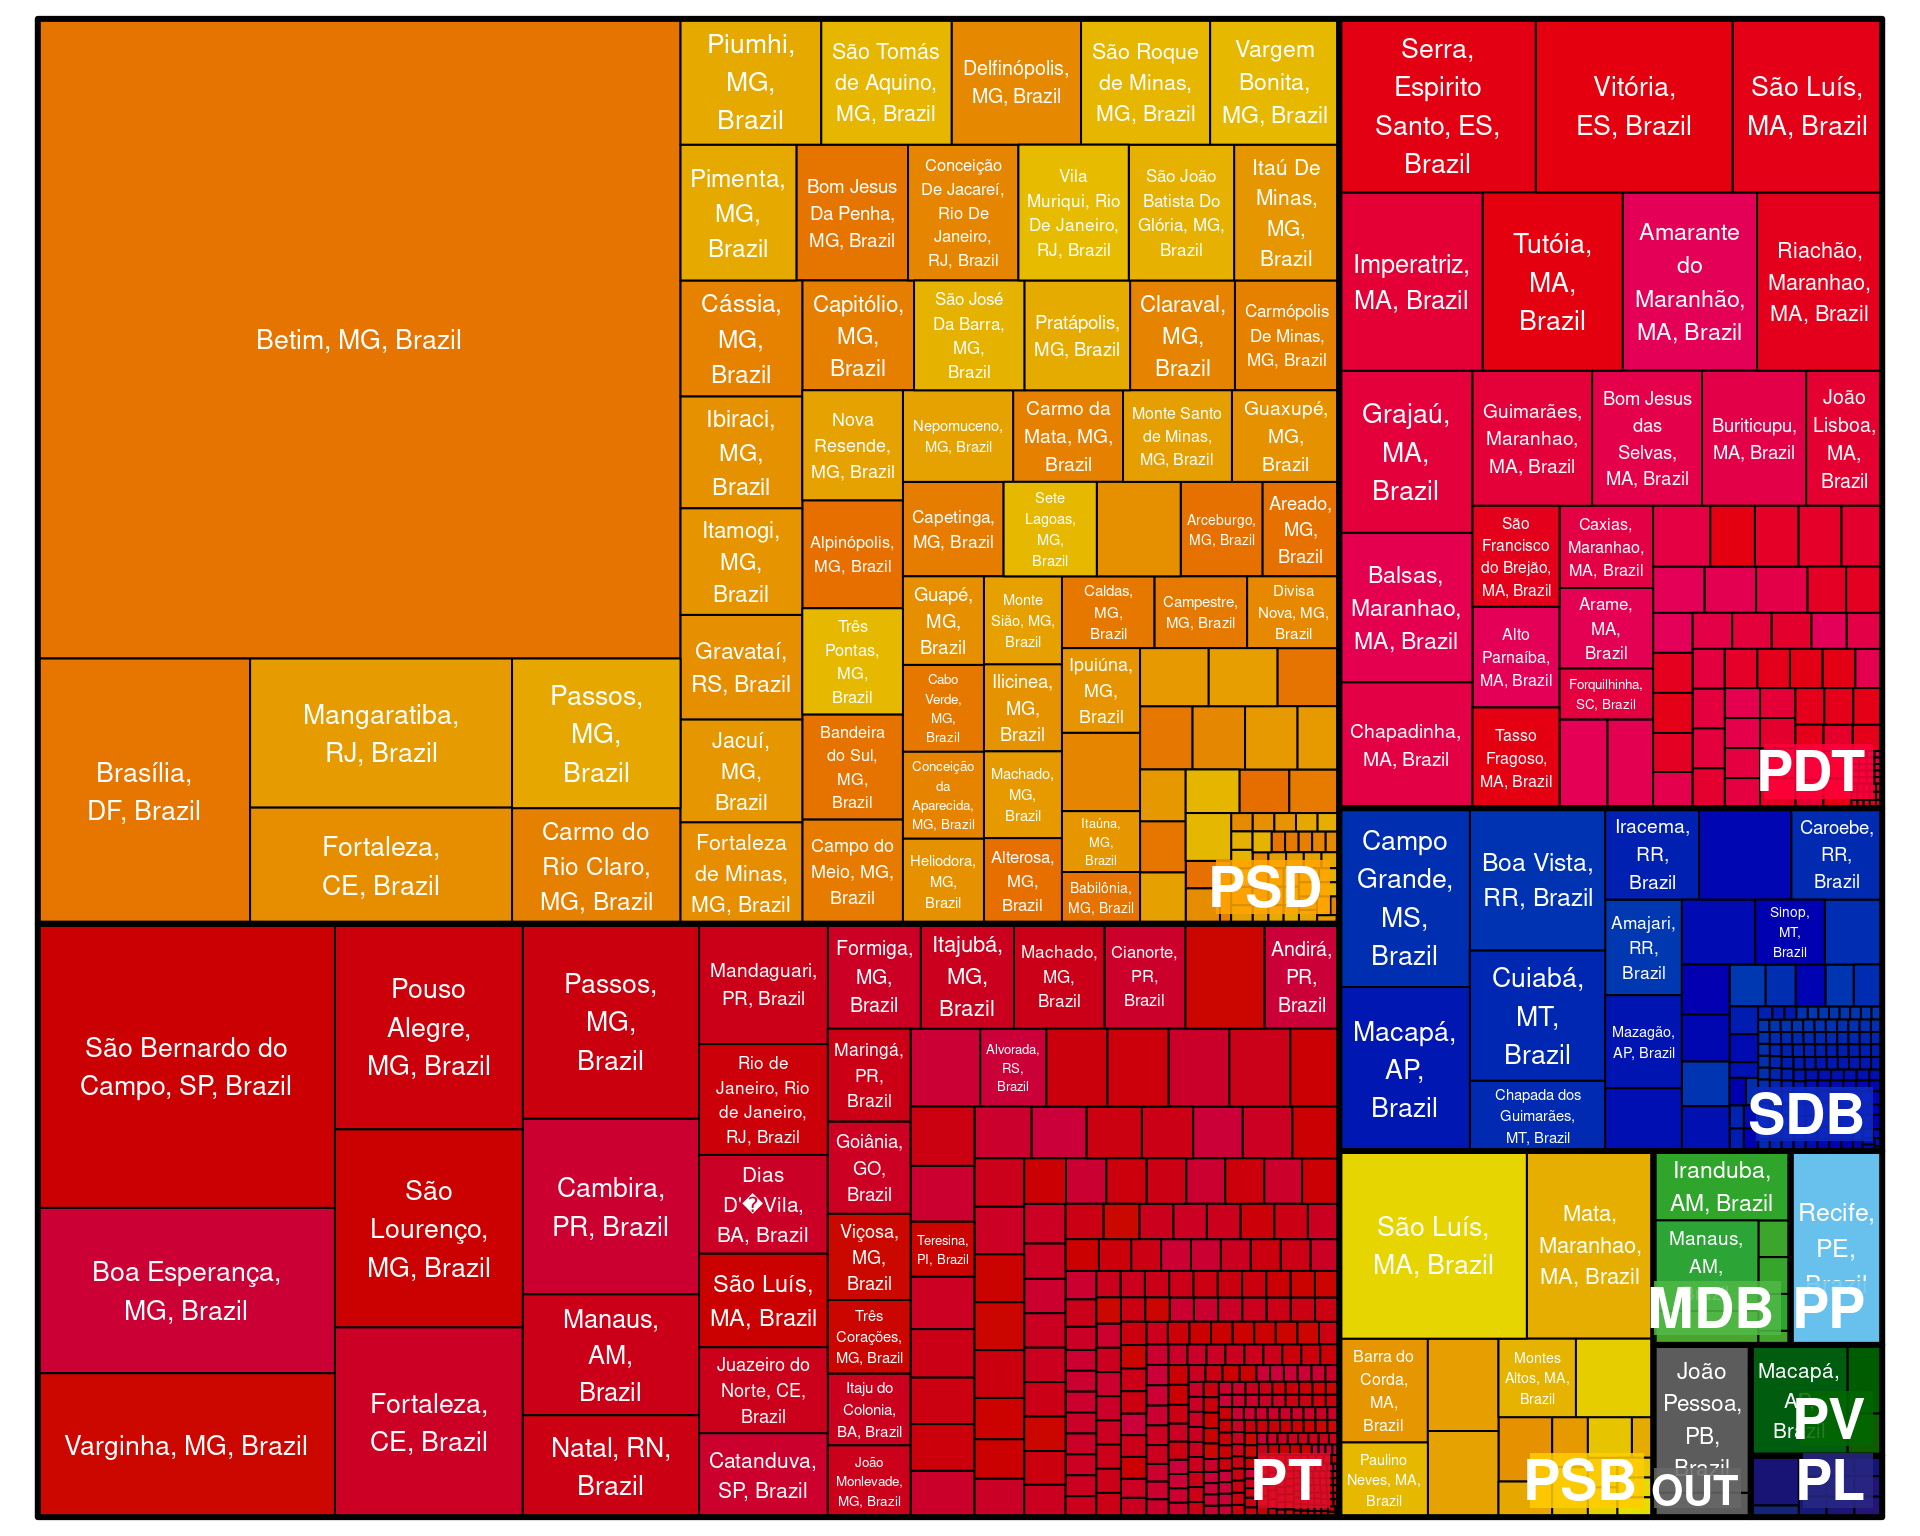 Betim, MG, Brazil
Brasília,
DF, Brazil
Mangaratiba,
RJ, Brazil
Passos,
MG,
Brazil
Fortaleza,
CE, Brazil
Carmo do
Rio Claro,
MG, Brazil
Piumhi,
MG,
Brazil
São Tomás
de Aquino,
MG, Brazil
Delfinópolis,
MG, Brazil
São Roque
de Minas,
MG, Brazil
Vargem
Bonita,
MG, Brazil
Pimenta,
MG,
Brazil
Bom Jesus
Da Penha,
MG, Brazil
Conceição
De Jacareí,
Rio De
Janeiro,
RJ, Brazil
Vila
Muriqui, Rio
De Janeiro,
RJ, Brazil
São João
Batista Do
Glória, MG,
Brazil
Itaú De
Minas,
MG,
Brazil
Cássia,
MG,
Brazil
Capitólio,
MG,
Brazil
São José
Da Barra,
MG,
Brazil
Pratápolis,
MG, Brazil
Claraval,
MG,
Brazil
Carmópolis
De Minas,
MG, Brazil
Ibiraci,
MG,
Brazil
Nova
Resende,
MG, Brazil
Nepomuceno,
MG, Brazil
Carmo da
Mata, MG,
Brazil
Monte Santo
de Minas,
MG, Brazil
Guaxupé,
MG,
Brazil
Itamogi,
MG,
Brazil
Alpinópolis,
MG, Brazil
Capetinga,
MG, Brazil
Sete
Lagoas,
MG,
Brazil
Arceburgo,
MG, Brazil
Areado,
MG,
Brazil
Gravataí,
RS, Brazil
Três
Pontas,
MG,
Brazil
Guapé,
MG,
Brazil
Monte
Sião, MG,
Brazil
Caldas,
MG,
Brazil
Campestre,
MG, Brazil
Divisa
Nova, MG,
Brazil
Jacuí,
MG,
Brazil
Bandeira
do Sul,
MG,
Brazil
Cabo
Verde,
MG,
Brazil
Ilicinea,
MG,
Brazil
Ipuiúna,
MG,
Brazil
Fortaleza
de Minas,
MG, Brazil
Campo do
Meio, MG,
Brazil
Conceição
da
Aparecida,
MG, Brazil
Machado,
MG,
Brazil
Itaúna,
MG,
Brazil
Heliodora,
MG,
Brazil
Alterosa,
MG,
Brazil
Babilônia,
MG, Brazil
PSD
São Bernardo do
Campo, SP, Brazil
Boa Esperança,
MG, Brazil
Varginha, MG, Brazil
Pouso
Alegre,
MG, Brazil
São
Lourenço,
MG, Brazil
Fortaleza,
CE, Brazil
Passos,
MG,
Brazil
Cambira,
PR, Brazil
Manaus,
AM,
Brazil
Natal, RN,
Brazil
Mandaguari,
PR, Brazil
Rio de
Janeiro, Rio
de Janeiro,
RJ, Brazil
Dias
D'�Vila,
BA, Brazil
São Luís,
MA, Brazil
Juazeiro do
Norte, CE,
Brazil
Catanduva,
SP, Brazil
Formiga,
MG,
Brazil
Itajubá,
MG,
Brazil
Machado,
MG,
Brazil
Cianorte,
PR,
Brazil
Andirá,
PR,
Brazil
Maringá,
PR,
Brazil
Alvorada,
RS,
Brazil
Goiânia,
GO,
Brazil
Viçosa,
MG,
Brazil
Teresina,
PI, Brazil
Três
Corações,
MG, Brazil
Itaju do
Colonia,
BA, Brazil
João
Monlevade,
MG, Brazil
PT
Serra,
Espirito
Santo, ES,
Brazil
Vitória,
ES, Brazil
São Luís,
MA, Brazil
Imperatriz,
MA, Brazil
Tutóia,
MA,
Brazil
Amarante
do
Maranhão,
MA, Brazil
Riachão,
Maranhao,
MA, Brazil
Grajaú,
MA,
Brazil
Guimarães,
Maranhao,
MA, Brazil
Bom Jesus
das
Selvas,
MA, Brazil
Buriticupu,
MA, Brazil
João
Lisboa,
MA,
Brazil
Balsas,
Maranhao,
MA, Brazil
São
Francisco
do Brejão,
MA, Brazil
Caxias,
Maranhao,
MA, Brazil
Alto
Parnaíba,
MA, Brazil
Arame,
MA,
Brazil
Forquilhinha,
SC, Brazil
Chapadinha,
MA, Brazil
Tasso
Fragoso,
MA, Brazil
PDT
Campo
Grande,
MS,
Brazil
Macapá,
AP,
Brazil
Boa Vista,
RR, Brazil
Cuiabá,
MT,
Brazil
Chapada dos
Guimarães,
MT, Brazil
Iracema,
RR,
Brazil
Caroebe,
RR,
Brazil
Amajari,
RR,
Brazil
Sinop,
MT,
Brazil
Mazagão,
AP, Brazil
SDB
São Luís,
MA, Brazil
Mata,
Maranhao,
MA, Brazil
Barra do
Corda,
MA,
Brazil
Montes
Altos, MA,
Brazil
Paulino
Neves, MA,
Brazil
PSB
Iranduba,
AM, Brazil
Manaus,
AM,
MDB
Recife,
PE,
Brazil
PP
João
Pessoa,
PB,
Brazil
OUT
Macapá,
AP,
Brazil
PV
PL